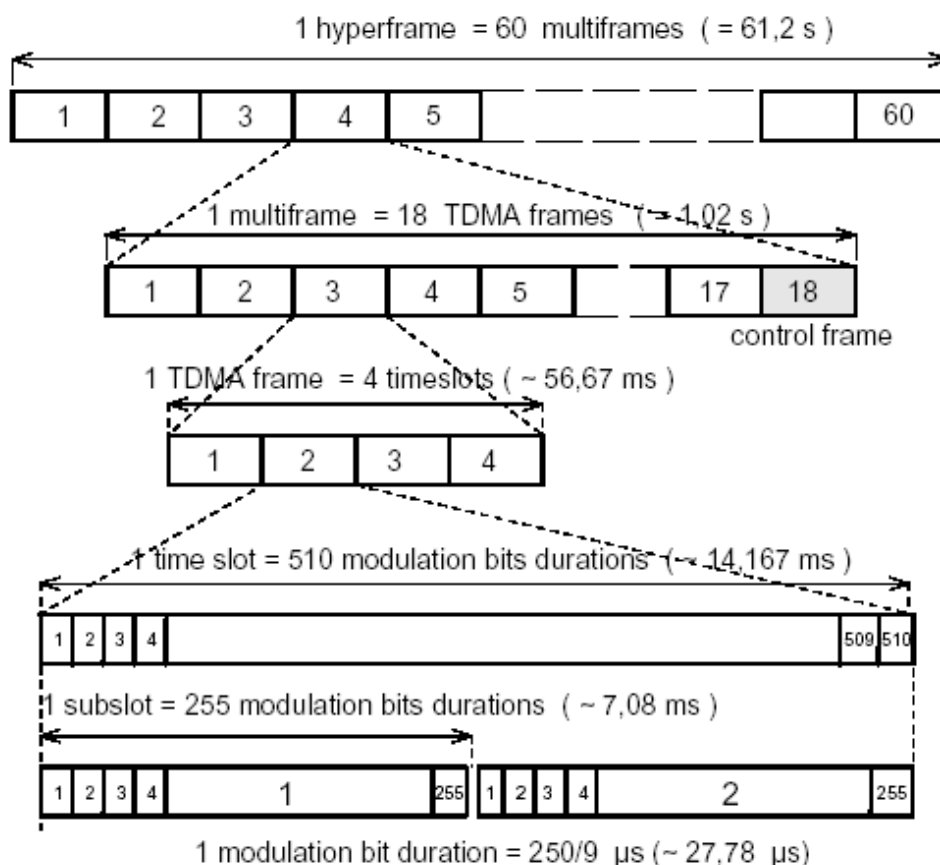 1 hyperframe = 60 multiframes ( = 61,2 s )
1 2 3 4 5 60
1 multiframe = 18 TDMA frames ( ~ 1,02 s )
1 2 3 4 5 17 18
control frame
1 TDMA frame = 4 timeslots ( ~ 56,67 ms )
1 2 3 4
1 time slot = 510 modulation bits durations ( ~ 14,167 ms )
1 2 3 4 509 510
1 subslot = 255 modulation bits durations ( ~ 7,08 ms )
1 2 3 4 1 255 1 2 3 4 2 255
1 modulation bit duration = 250/9 µs (~ 27,78 µs)